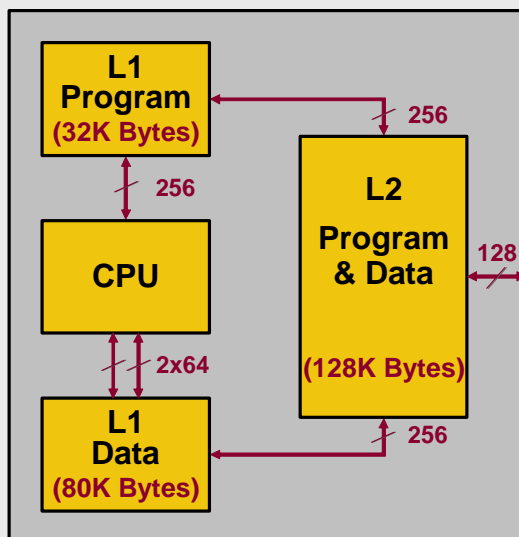 L1
Program
(32K Bytes)
256
256
L2
CPU
Program
& Data
128
2x64
(128K Bytes)
L1
Data
256
(80K Bytes)